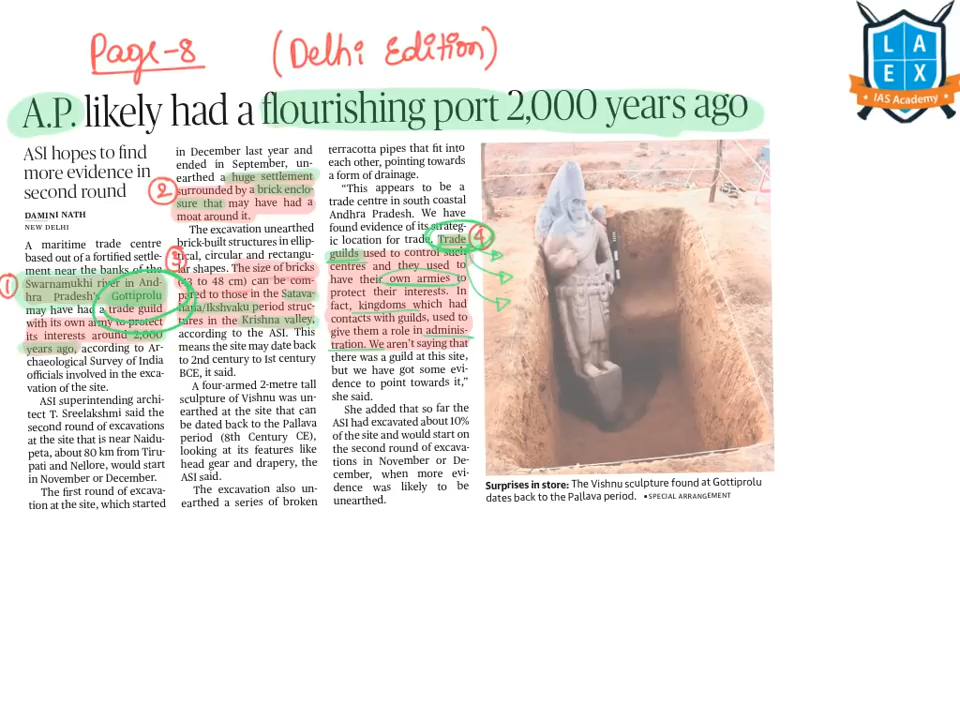 Page-8 (Delhi Edition)
L A
E X
IAS Academy
A.P. likely had a flourishing port 2,000 years ago
ASI hopes to find
more evidence in
second round
DAMINI NATH
NEW DELHI
A maritime trade centre
based out of a fortified settle-
ment near the banks of the
Swarnamukhi river in And-
hra Pradesh's Gottiprolu
may have had a trade guild
with its own army to protect
its interests around 2,000
years ago, according to Ar-
chaeological Survey of India
officials involved in the exca-
vation of the site.
ASI superintending archi-
tect T. Sreelakshmi said the
second round of excavations
at the site that is near Naidu-
peta, about 80 km from Tiru-
pati and Nellore, would start
in November or December.
The first round of excava-
tion at the site, which started
in December last year and
ended in September, un-
earthed a huge settlement
surrounded by a brick enclo-
sure that may have had a
moat around it.
The excavation unearthed
brick-built structures in ellip-
tical, circular and rectangu-
lar shapes. The size of bricks
(43 to 48 cm) can be com-
pared to those in the Satava-
hana/Ikshvaku period struc-
tures in the Krishna valley,
according to the ASI. This
means the site may date back
to 2nd century to 1st century
BCE, it said.
A four-armed 2-metre tall
sculpture of Vishnu was un-
earthed at the site that can
be dated back to the Pallava
period (8th Century CE),
looking at its features like
head gear and drapery, the
ASI said.
The excavation also un-
earthed a series of broken
terracotta pipes that fit into
each other, pointing towards
a form of drainage.
"This appears to be a
trade centre in south coastal
Andhra Pradesh. We have
found evidence of its strateg-
ic location for trade. Trade
guilds used to control such
centres and they used to
have their own armies to
protect their interests. In
fact, kingdoms which had
contacts with guilds, used to
give them a role in adminis-
tration. We aren't saying that
there was a guild at this site,
but we have got some evi-
dence to point towards it,"
she said.
She added that so far the
ASI had excavated about 10%
of the site and would start on
the second round of excava-
tions in November or De-
cember, when more evi-
dence was likely to be
unearthed.
1
2
3
4
Surprises in store: The Vishnu sculpture found at Gottiprolu
dates back to the Pallava period. ▪SPECIAL ARRANGEMENT